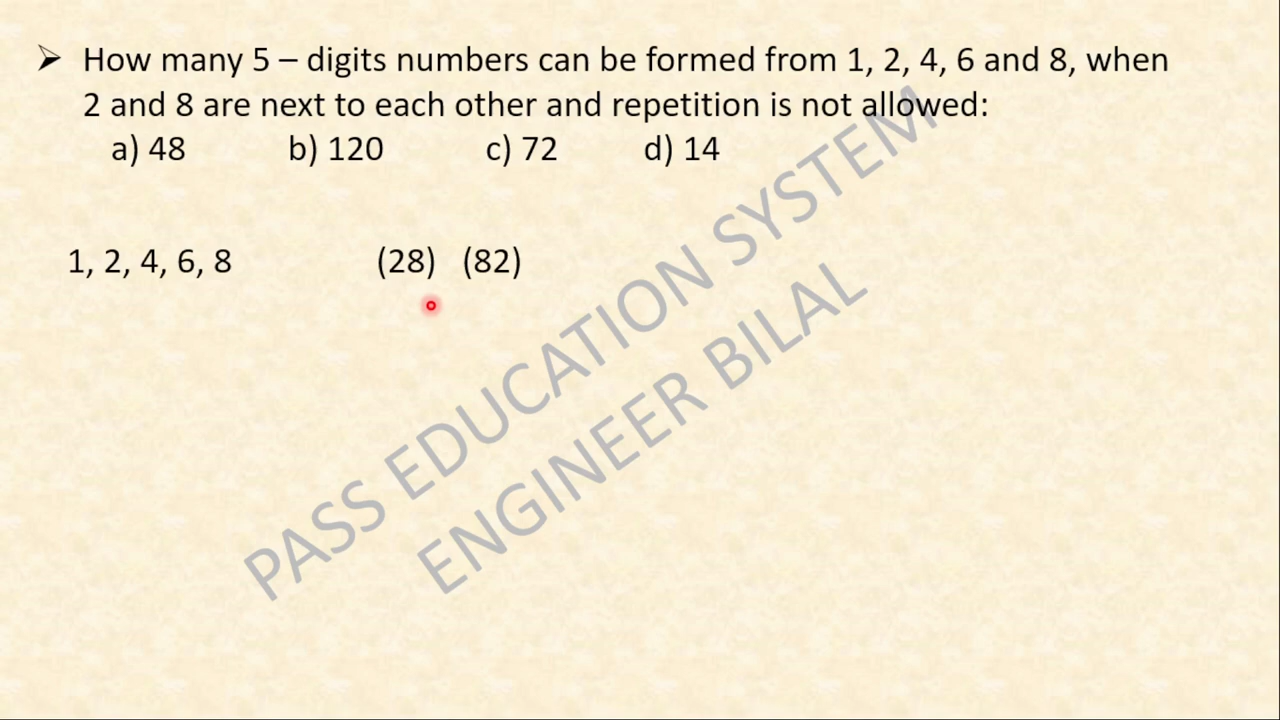 ➢ How many 5 – digits numbers can be formed from 1, 2, 4, 6 and 8, when
2 and 8 are next to each other and repetition is not allowed:
a) 48 b) 120 c) 72 d) 14
1, 2, 4, 6, 8 (28) (82)
PASS EDUCATION SYSTEM
ENGINEER BILAL